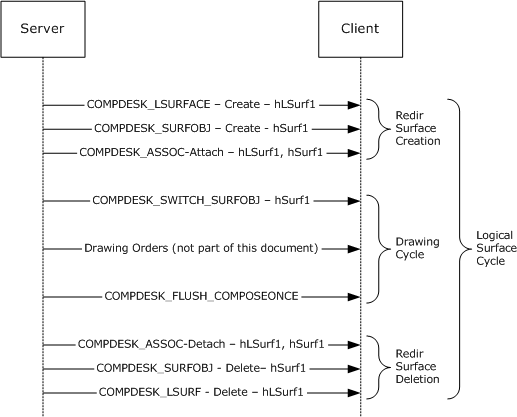 Server
Client
COMPDESK_LSURFACE – Create – hLSurf1
COMPDESK_SURFOBJ – Create - hSurf1
COMPDESK_ASSOC-Attach – hLSurf1, hSurf1
Redir
Surface
Creation
COMPDESK_SWITCH_SURFOBJ – hSurf1
Drawing Orders (not part of this document)
COMPDESK_FLUSH_COMPOSEONCE
Drawing
Cycle
Logical
Surface
Cycle
COMPDESK_ASSOC-Detach – hLSurf1, hSurf1
COMPDESK_SURFOBJ - Delete– hSurf1
COMPDESK_LSURF - Delete – hLSurf1
Redir
Surface
Deletion